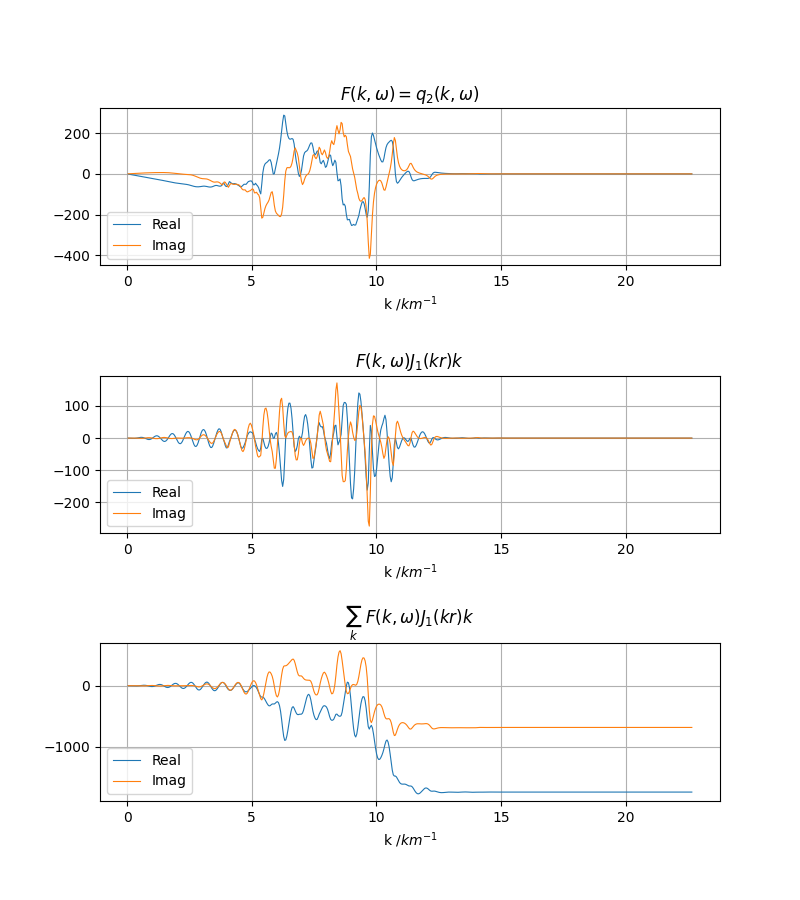 F(k, ω) = q₂(k, ω)
200
0
−200
−400
Real
Imag
0 5 10 15 20
k /km⁻¹
F(k, ω)J₁(kr)k
100
0
−100
−200
Real
Imag
0 5 10 15 20
k /km⁻¹
∑ₖ F(k, ω)J₁(kr)k
0
−1000
Real
Imag
0 5 10 15 20
k /km⁻¹